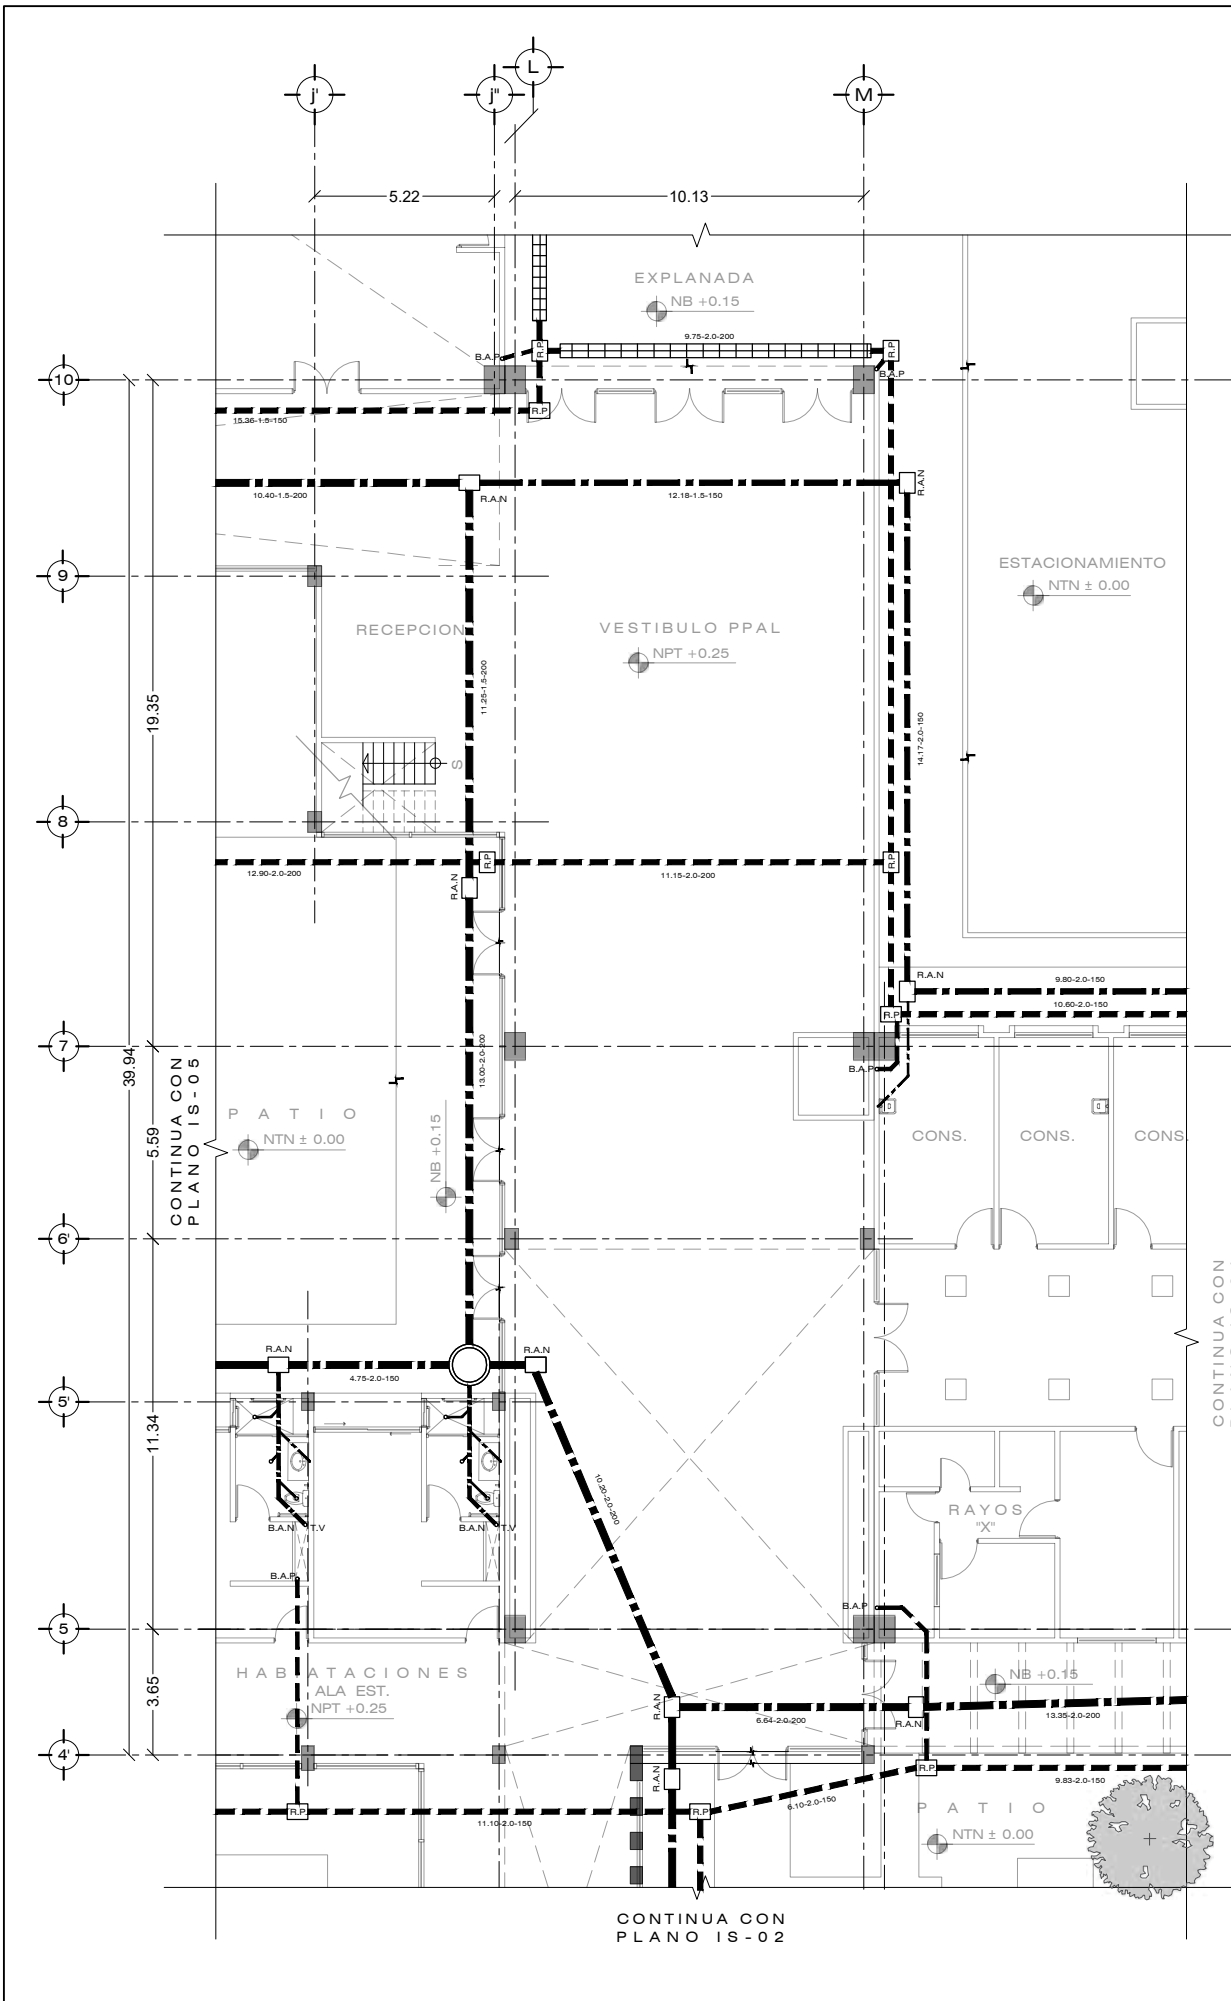 L
j'
j"
M
5.22
10.13
EXPLANADA
NB +0.15
9.75-2.0-200
B.A.P
R.P
R.P
B.A.P
10
R.P
15.36-1.5-150
10.40-1.5-200
R.A.N
12.18-1.5-150
R.A.N
9
ESTACIONAMIENTO
NTN ± 0.00
RECEPCION
VESTIBULO PPAL
NPT +0.25
11.25-1.5-200
19.35
14.17-2.0-150
S
8
12.90-2.0-200
R.P
11.15-2.0-200
R.P
R.A.N
R.A.N
9.80-2.0-150
10.60-2.0-150
R.P
7
39.94
13.00-2.0-200
B.A.P
CONTINUA CON
PLANO IS-05
PATIO
NTN ± 0.00
5.59
NB +0.15
CONS.
CONS.
CONS.
6'
CONTINUA CON
R.A.N
R.A.N
4.75-2.0-150
5'
11.34
10.20-2.0-200
RAYOS
"X"
B.A.N
T.V
B.A.N
T.V
B.A.P
B.A.P
5
HABITACIONES
ALA EST.
NPT +0.25
3.65
NB +0.15
R.A.N
6.64-2.0-200
R.A.N
13.35-2.0-200
4'
R.A.N
R.P
9.83-2.0-150
R.P
11.10-2.0-150
R.P
6.10-2.0-150
PATIO
NTN ± 0.00
CONTINUA CON
PLANO IS-02